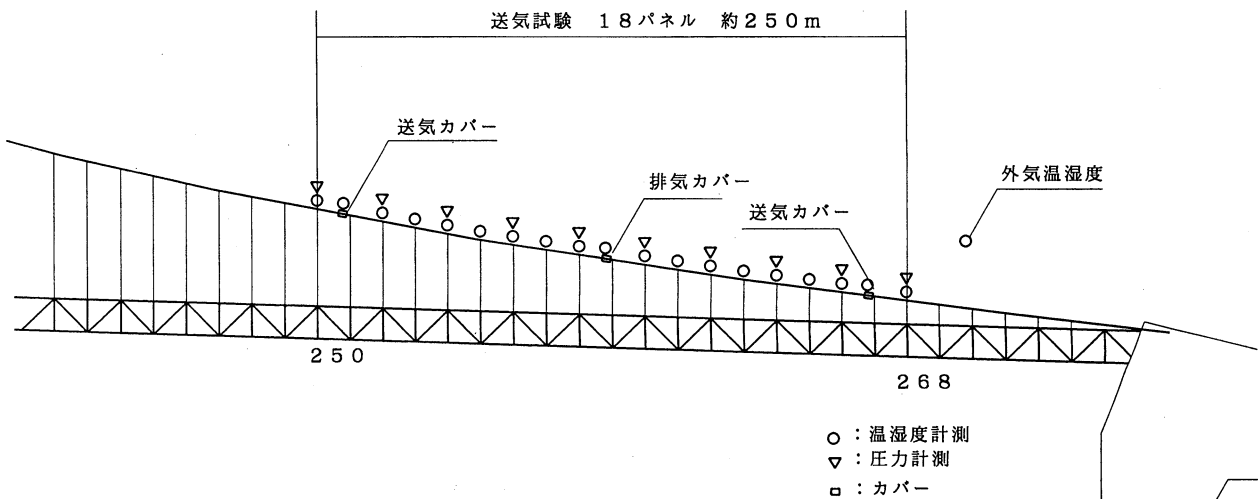 送気試験 18パネル 約250m
送気カバー
排気カバー
送気カバー
外気温湿度
250
268
○：温湿度計測
▽：圧力計測
□：カバー